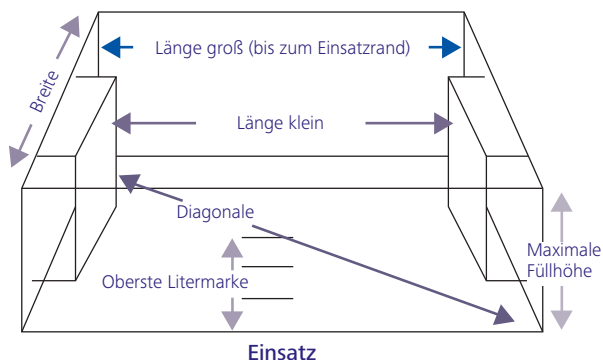 Länge groß (bis zum Einsatzrand)
Breite
Länge klein
Diagonale
Maximale
Füllhöhe
Oberste Litermarke
Einsatz